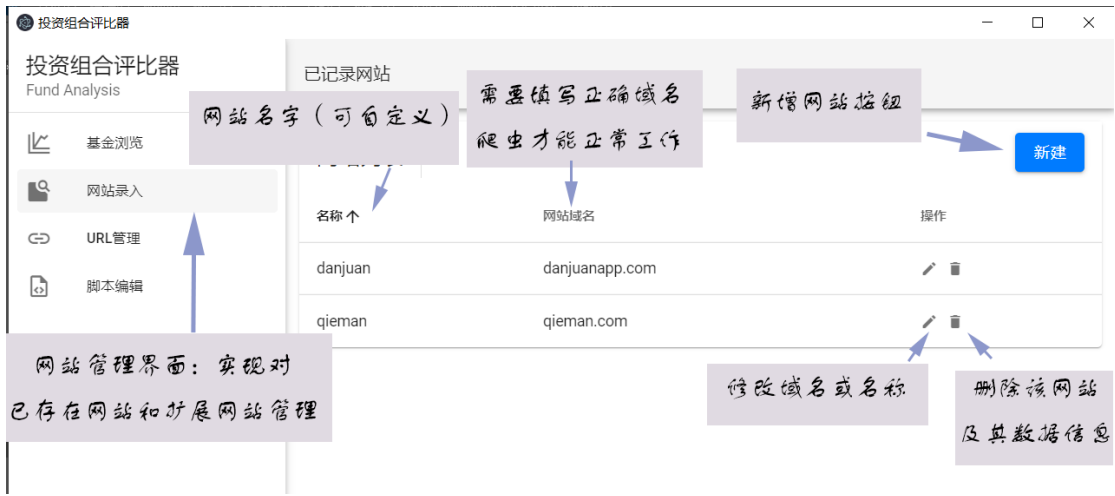 投资组合评比器
投资组合评比器
Fund Analysis
基金浏览
网站录入
URL管理
脚本编辑
已记录网站
网站名字（可自定义）
需要填写正确域名
爬虫才能正常工作
新增网站按钮
新建
名称
网站域名
操作
danjuan
danjuanapp.com
qieman
qieman.com
网站管理界面：实现对
已存在网站和扩展网站管理
修改域名或名称
删除该网站
及其数据信息